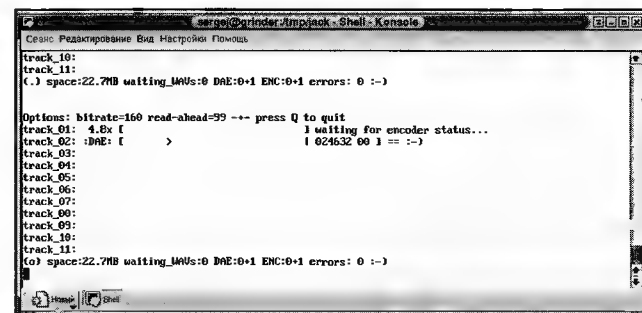 sergej@grinder:/tmp/jack - Shell - Konsole
Сеанс Редактирование Вид Настройки Помощь
track_10:
track_11:
(.) space:22.7MB waiting_WAVs:0 DAE:0+1 ENC:0+1 errors: 0 :-)
Options: bitrate=160 read-ahead=99 -+- press Q to quit
track_01: 4.8x [ ] waiting for encoder status...
track_02: :DAE: [ > [ 024632 00 ] == :-)
track_03:
track_04:
track_05:
track_06:
track_07:
track_08:
track_09:
track_10:
track_11:
(o) space:22.7MB waiting_WAVs:0 DAE:0+1 ENC:0+1 errors: 0 :-)
Новый Shell